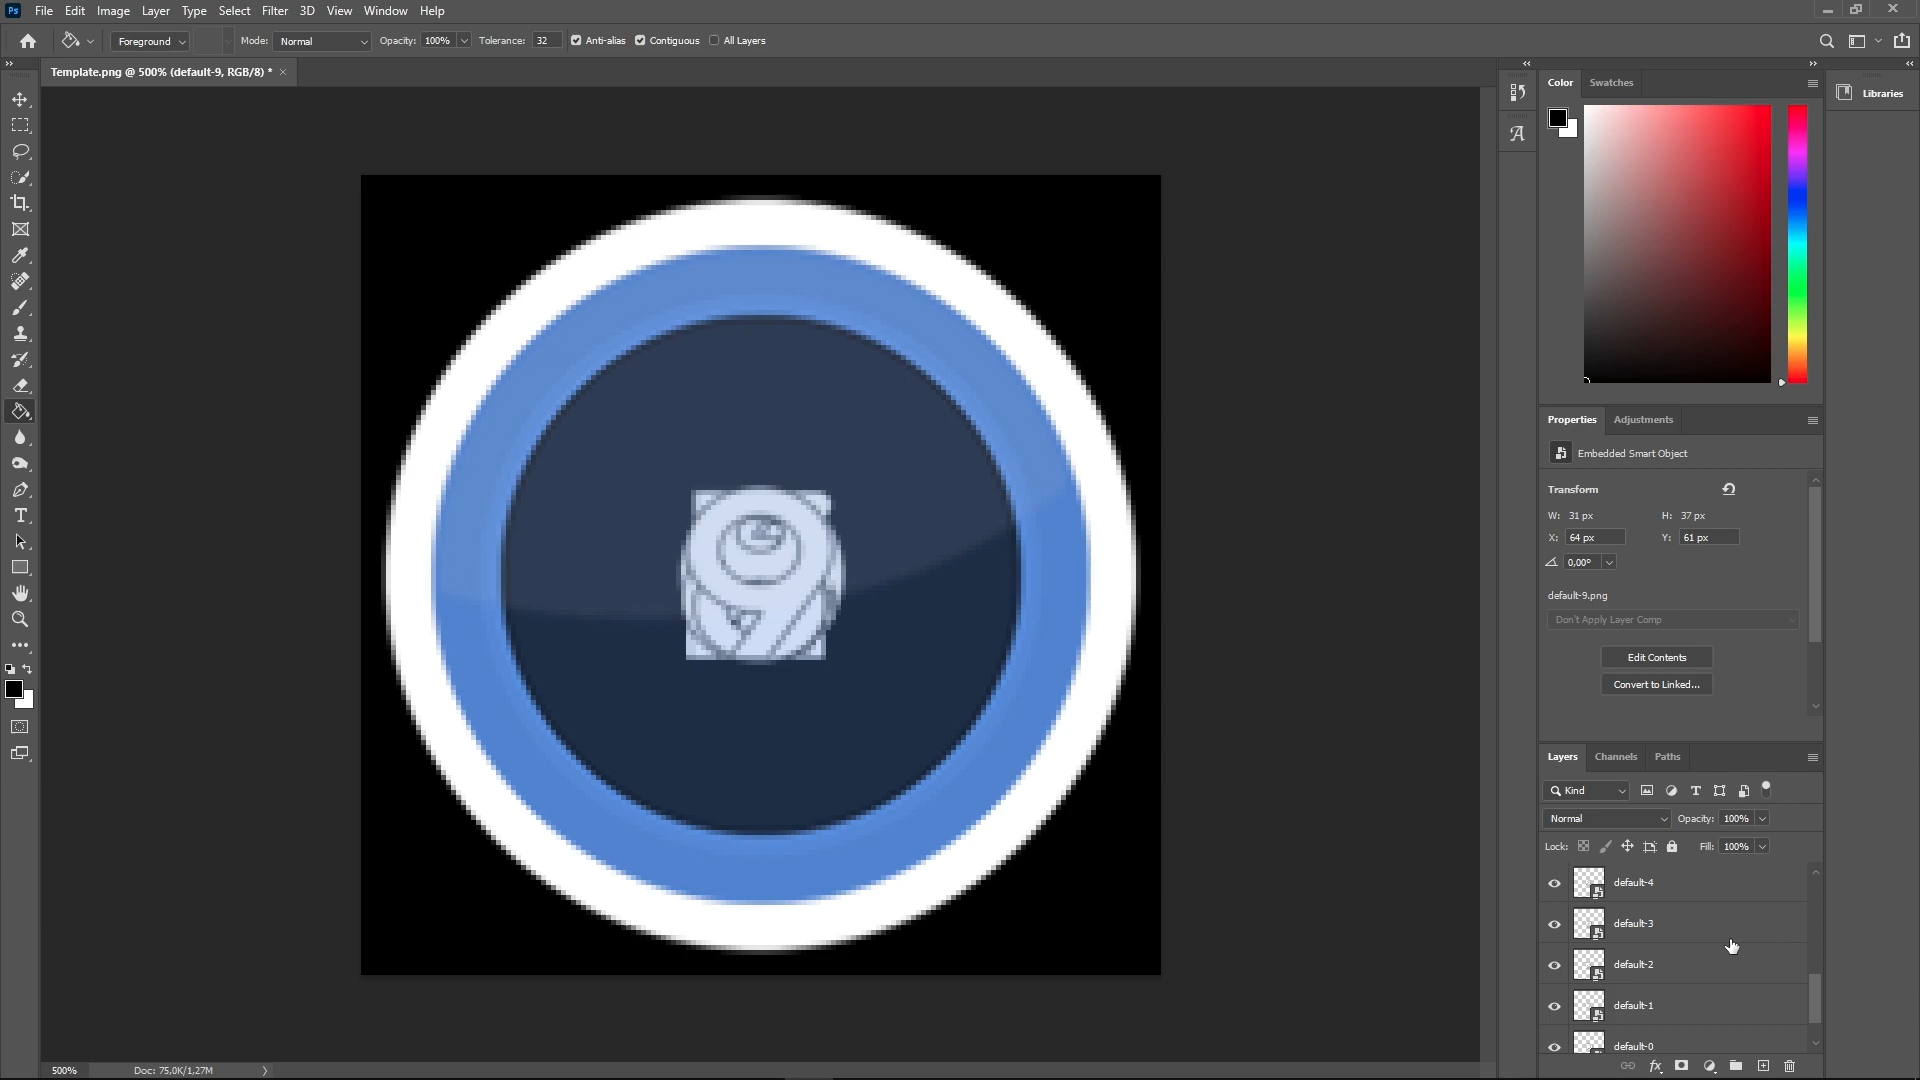 Ps File Edit Image Layer Type Select Filter 3D View Window Help
Foreground Mode: Normal Opacity: 100% Tolerance: 32 Anti-alias Contiguous All Layers
Template.png @ 500% (default-9, RGB/8) *
Color Swatches
Libraries
Properties Adjustments
Embedded Smart Object
Transform
W: 31 px H: 37 px
X: 64 px Y: 61 px
0,00°
default-9.png
Don't Apply Layer Comp
Edit Contents
Convert to Linked...
Layers Channels Paths
Kind
Normal Opacity: 100%
Lock: Fill: 100%
default-4
default-3
default-2
default-1
default-0
fx
500% Doc: 75,0K/1,27M